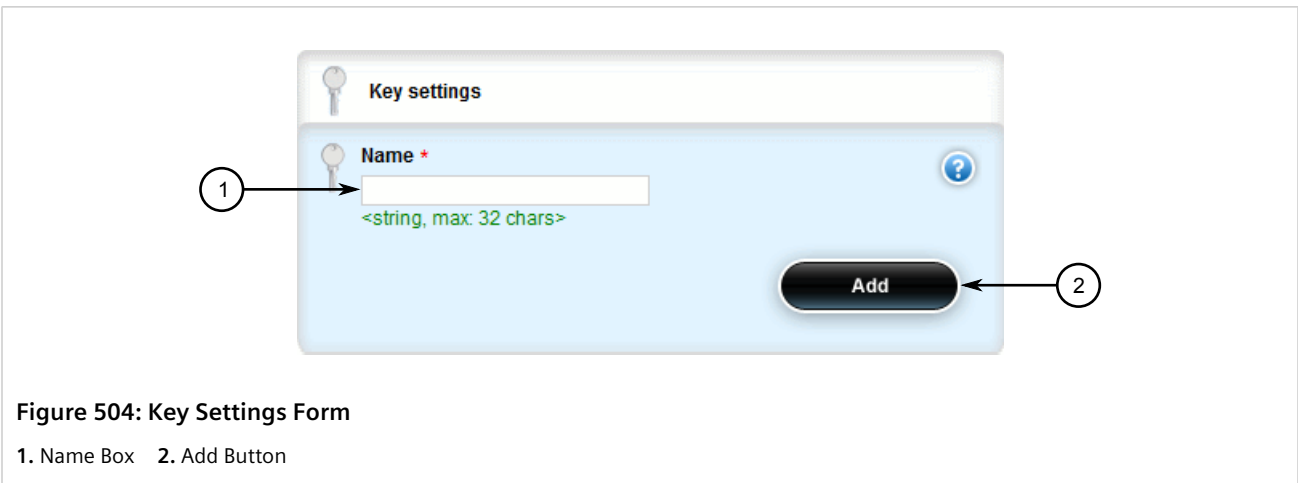 Key settings
Name *
?
1
<string, max: 32 chars>
Add
2
Figure 504: Key Settings Form
1. Name Box 2. Add Button